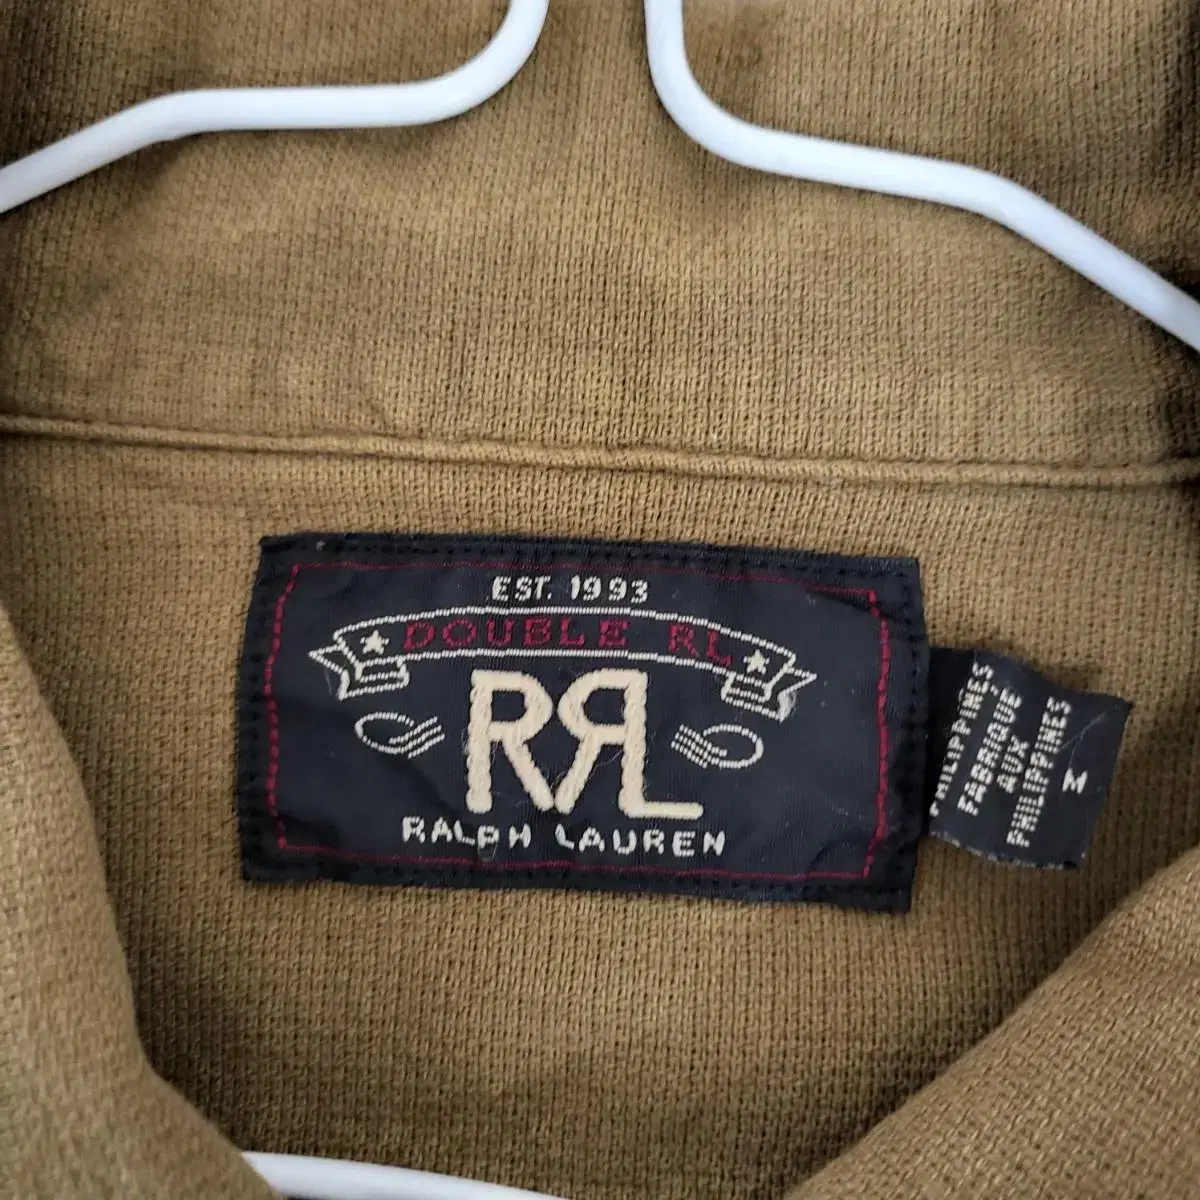 EST. 1993
DOUBLE RL
RRL
RALPH LAUREN
PHILIPPINES
FABRIQUÉ
AUX
PHILIPPINES
M